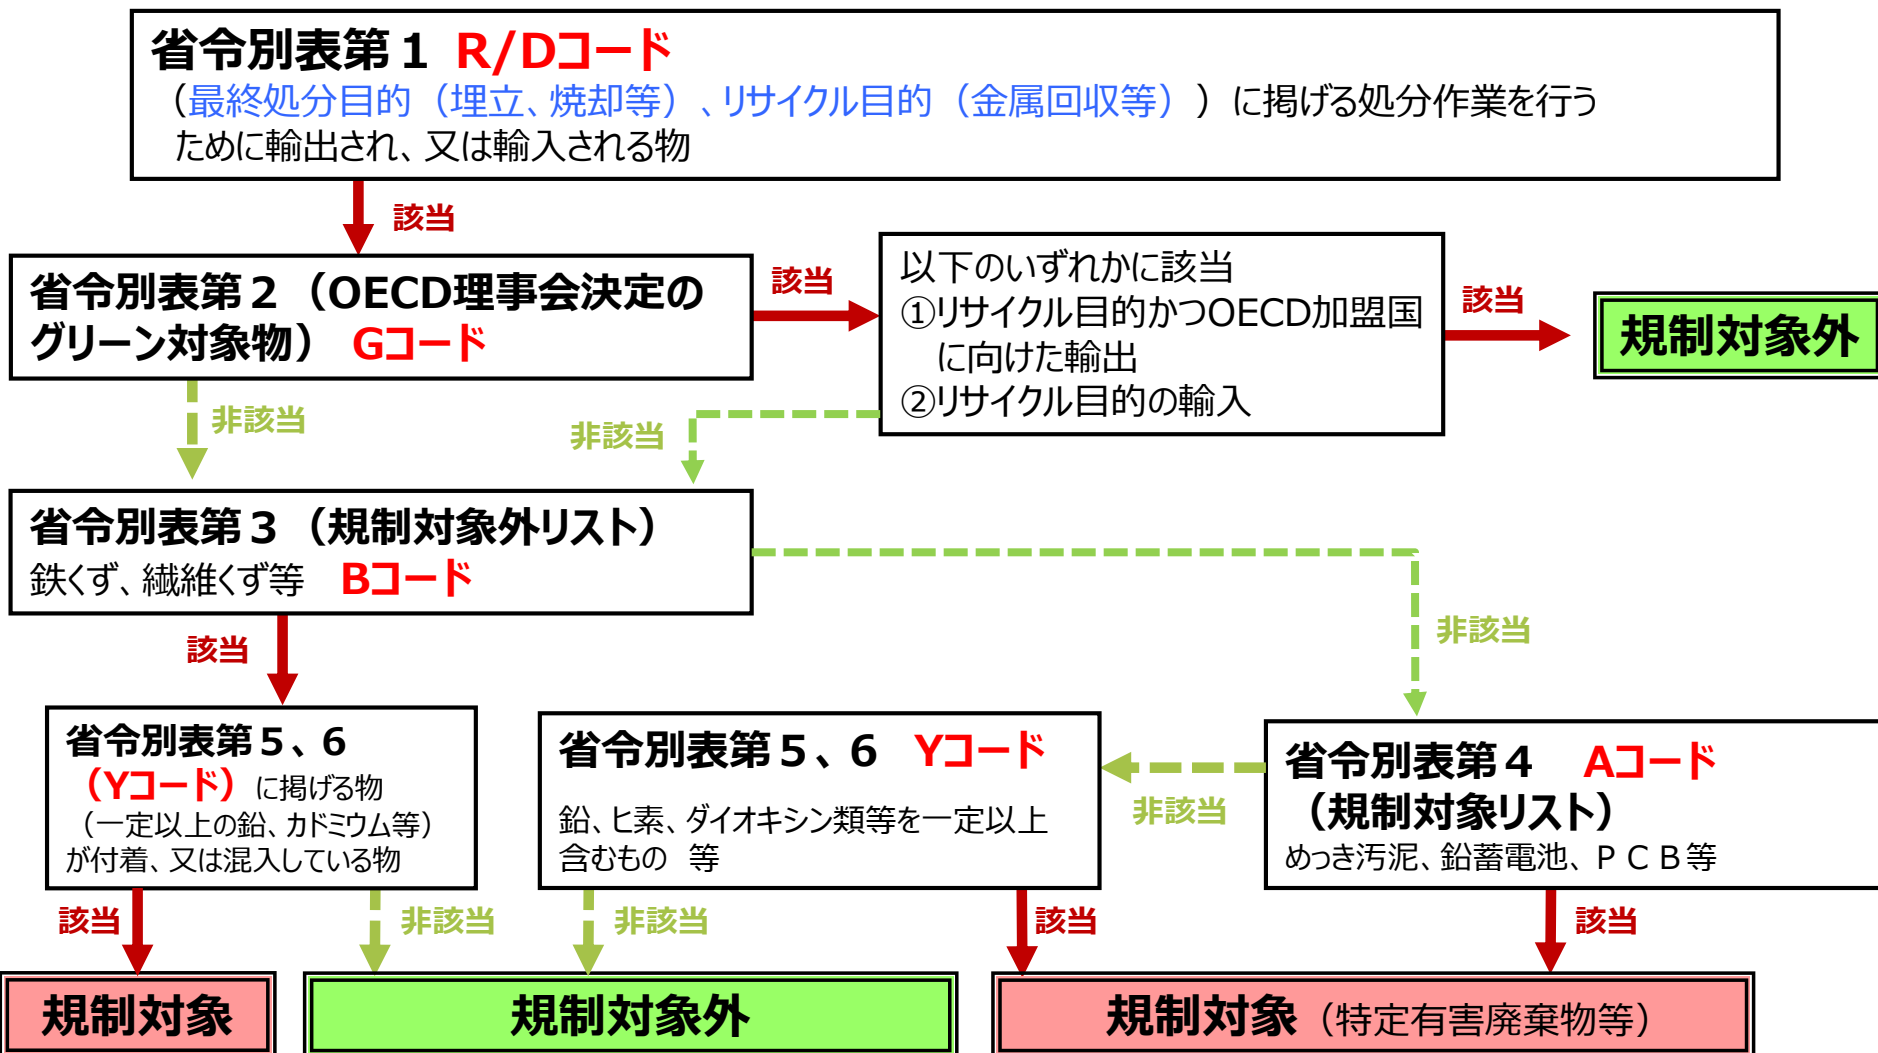 省令別表第１ R/Dコード
（最終処分目的（埋立、焼却等）、リサイクル目的（金属回収等））に掲げる処分作業を行う
ために輸出され、又は輸入される物
該当
省令別表第２（OECD理事会決定の
グリーン対象物） Gコード
該当
以下のいずれかに該当
①リサイクル目的かつOECD加盟国
に向けた輸出
②リサイクル目的の輸入
該当
規制対象外
非該当
非該当
省令別表第３（規制対象外リスト）
鉄くず、繊維くず等 Bコード
該当
非該当
省令別表第５、６
（Yコード）に掲げる物
（一定以上の鉛、カドミウム等）
が付着、又は混入している物
省令別表第５、６ Yコード
鉛、ヒ素、ダイオキシン類等を一定以上
含むもの 等
非該当
省令別表第４ Aコード
（規制対象リスト）
めっき汚泥、鉛蓄電池、ＰＣＢ等
該当
非該当
非該当
該当
該当
規制対象
規制対象外
規制対象（特定有害廃棄物等）